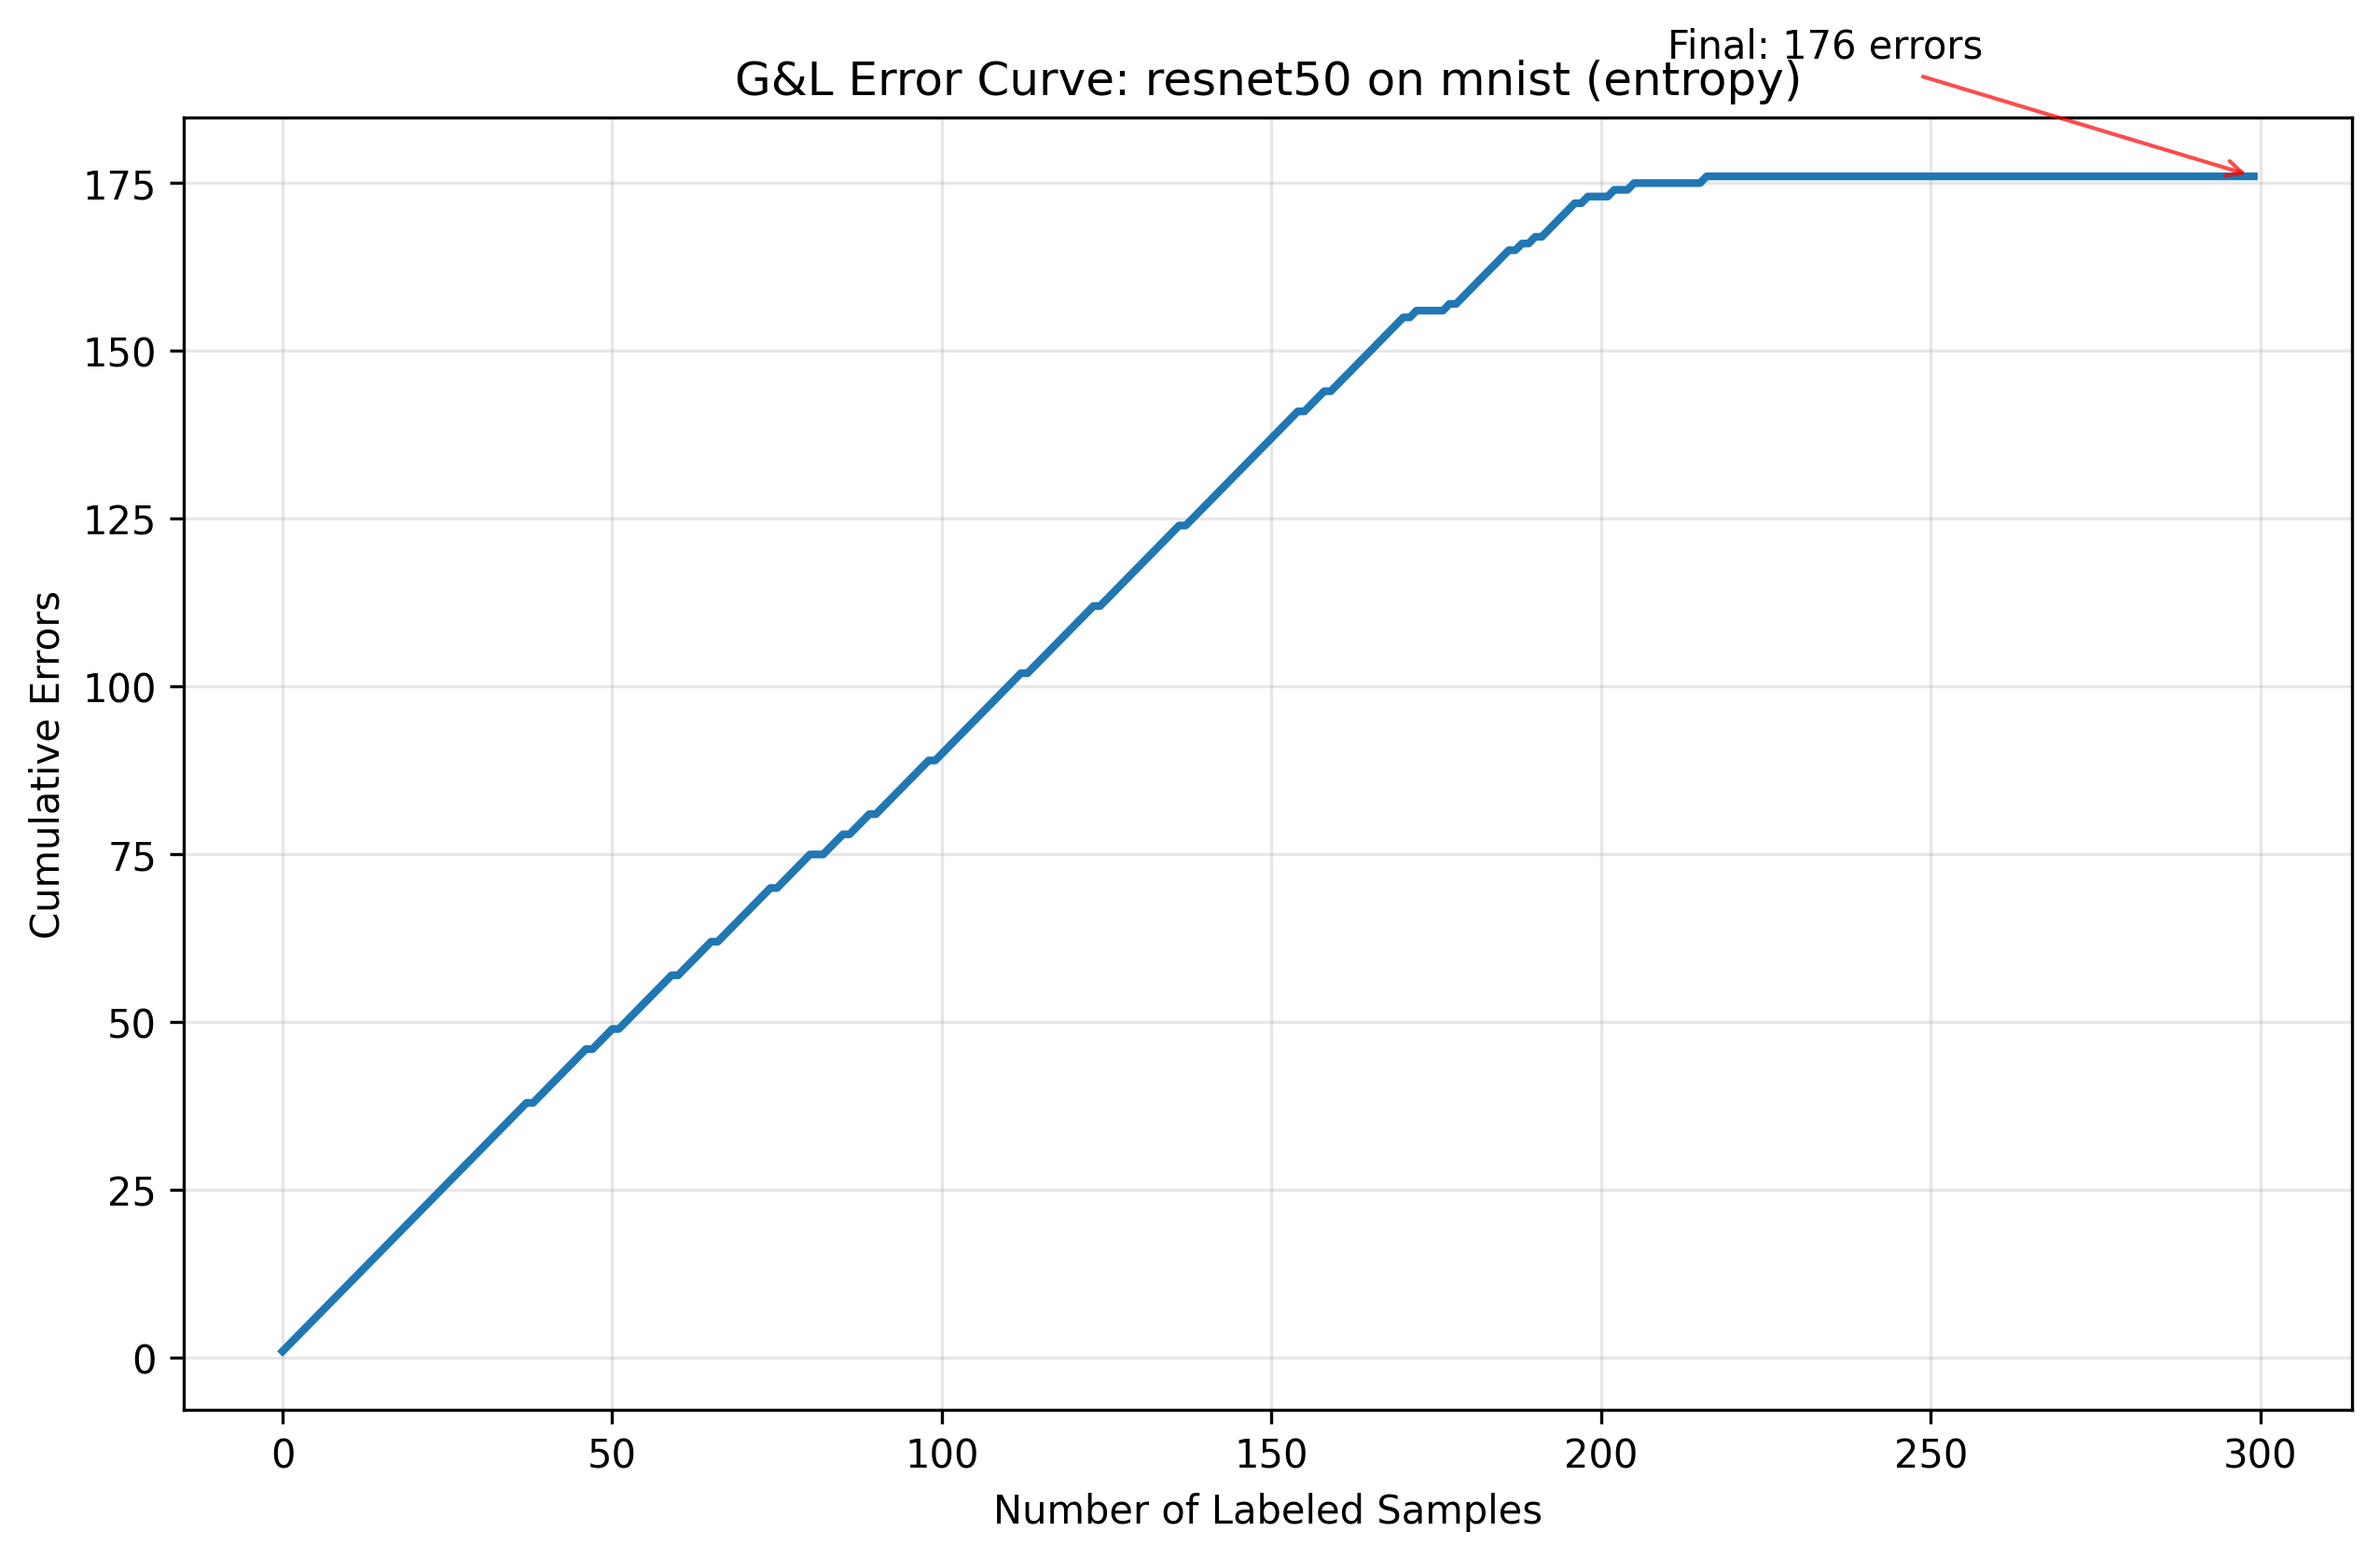 Final: 176 errors
G&L Error Curve: resnet50 on mnist (entropy)
175
150
125
100
75
50
25
0
Cumulative Errors
0 50 100 150 200 250 300
Number of Labeled Samples